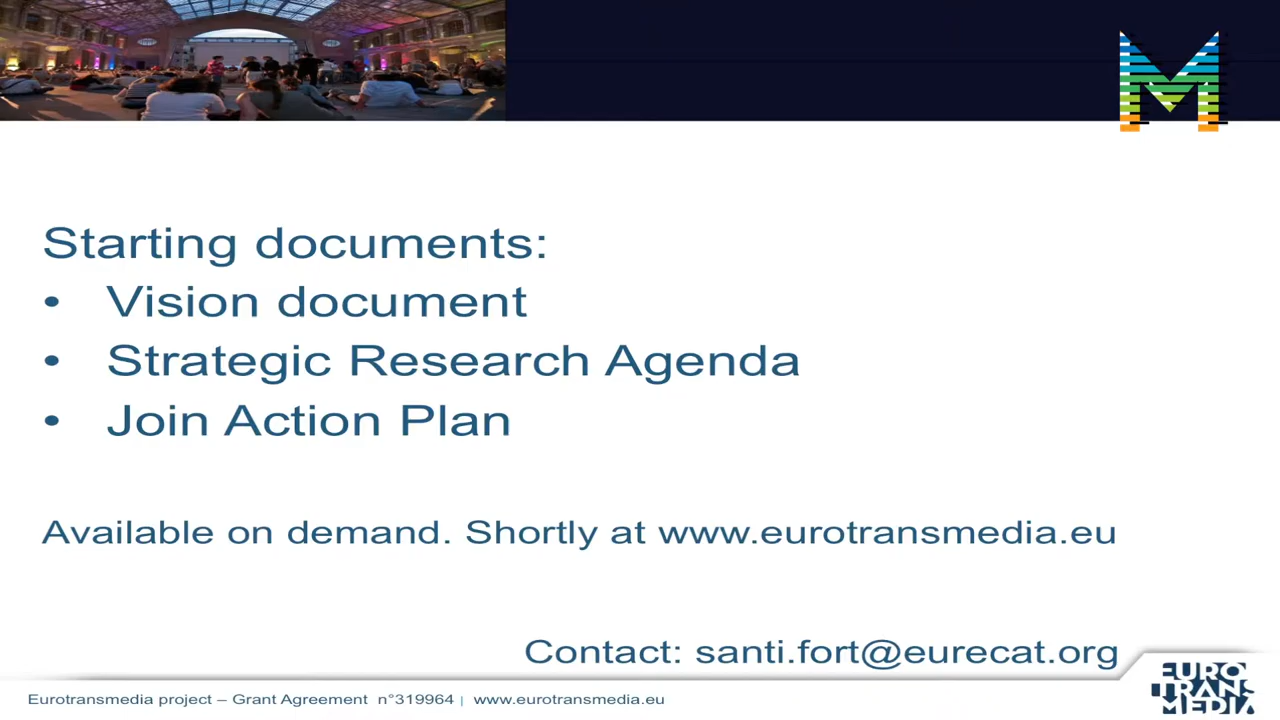 M
Starting documents:
• Vision document
• Strategic Research Agenda
• Join Action Plan
Available on demand. Shortly at www.eurotransmedia.eu
Contact: santi.fort@eurecat.org
Eurotransmedia project – Grant Agreement n°319964 | www.eurotransmedia.eu
EURO
TRANS
MEDIA